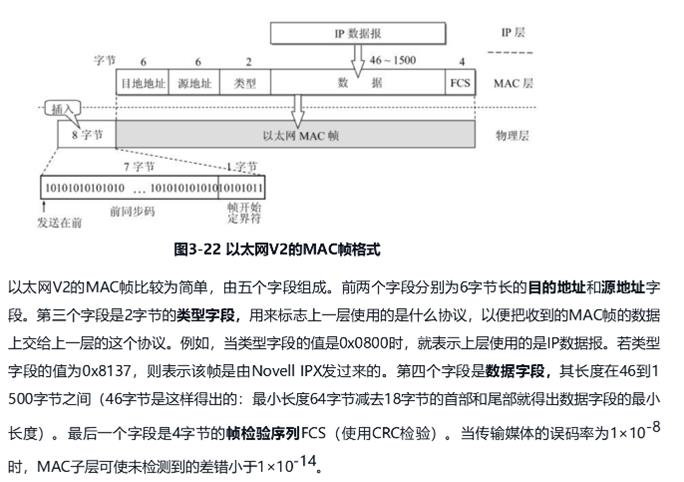 IP 数据报
IP 层
字节 6 6 2 46～1500 4
目地地址 源地址 类型 数 据 FCS MAC 层
插入
8 字节 以太网 MAC 帧 物理层
7 字节 1 字节
10101010101010 … 10101010101010101011
发送在前 前同步码 帧开始
定界符
图3-22 以太网V2的MAC帧格式
以太网V2的MAC帧比较为简单，由五个字段组成。前两个字段分别为6字节长的目的地址和源地址字
段。第三个字段是2字节的类型字段，用来标志上一层使用的是什么协议，以便把收到的MAC帧的数据
上交给上一层的这个协议。例如，当类型字段的值是0x0800时，就表示上层使用的是IP数据报。若类型
字段的值为0x8137，则表示该帧是由Novell IPX发过来的。第四个字段是数据字段，其长度在46到1
500字节之间（46字节是这样得出的：最小长度64字节减去18字节的首部和尾部就得出数据字段的最小
长度）。最后一个字段是4字节的帧检验序列FCS（使用CRC检验）。当传输媒体的误码率为1×10-8
时，MAC子层可使未检测到的差错小于1×10-14。